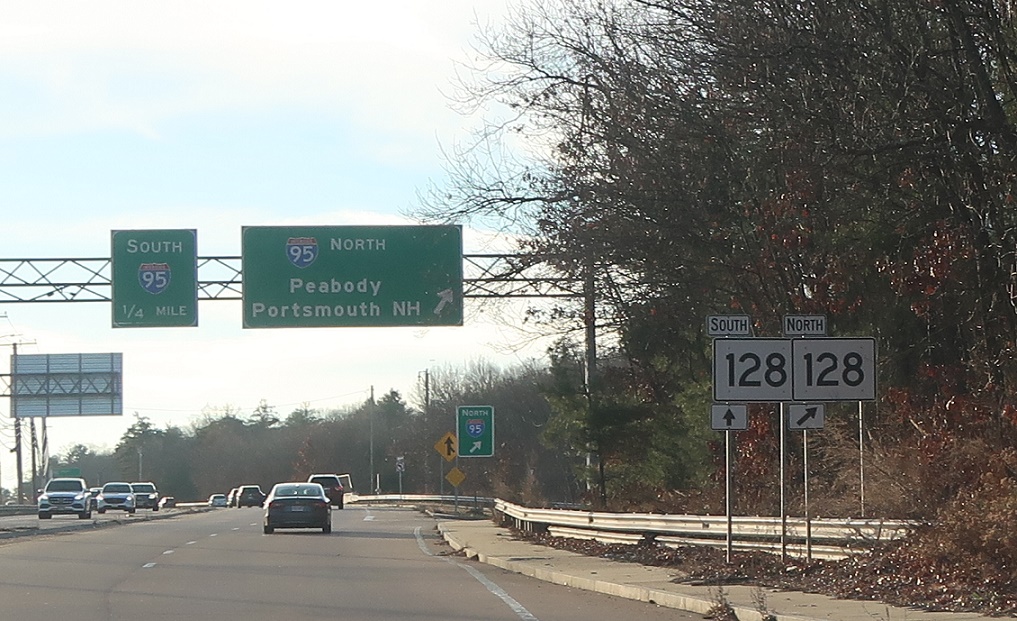 SOUTH
95
1/4 MILE
95 NORTH
Peabody
Portsmouth NH
NORTH
95
SOUTH
128
NORTH
128